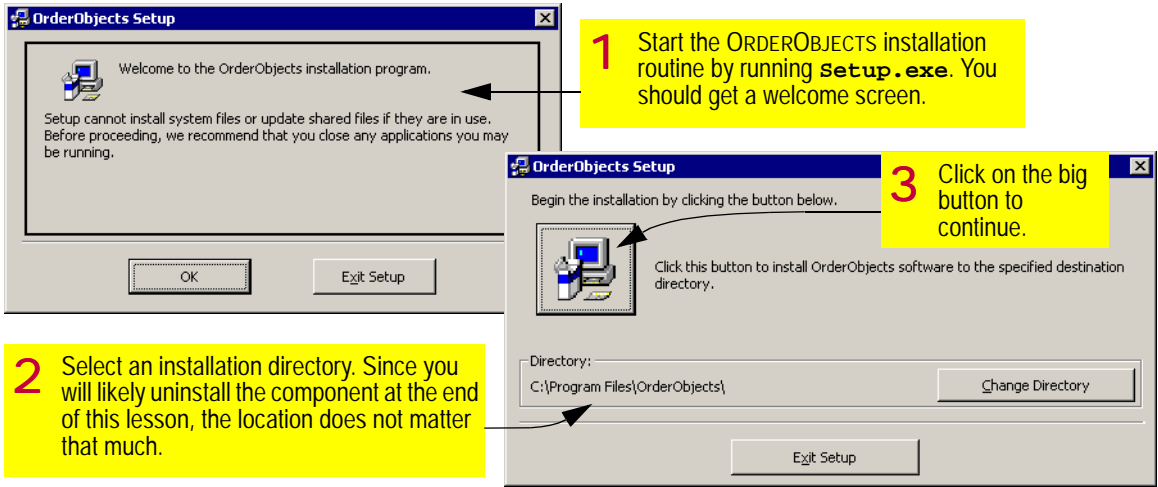 OrderObjects Setup
Welcome to the OrderObjects installation program.
Setup cannot install system files or update shared files if they are in use.
Before proceeding, we recommend that you close any applications you may
be running.
OK
Exit Setup
1
Start the ORDEROBJECTS installation
routine by running Setup.exe. You
should get a welcome screen.
2
Select an installation directory. Since you
will likely uninstall the component at the end
of this lesson, the location does not matter
that much.
OrderObjects Setup
Begin the installation by clicking the button below.
3
Click on the big
button to
continue.
Click this button to install OrderObjects software to the specified destination
directory.
Directory:
C:\Program Files\OrderObjects\
Change Directory
Exit Setup